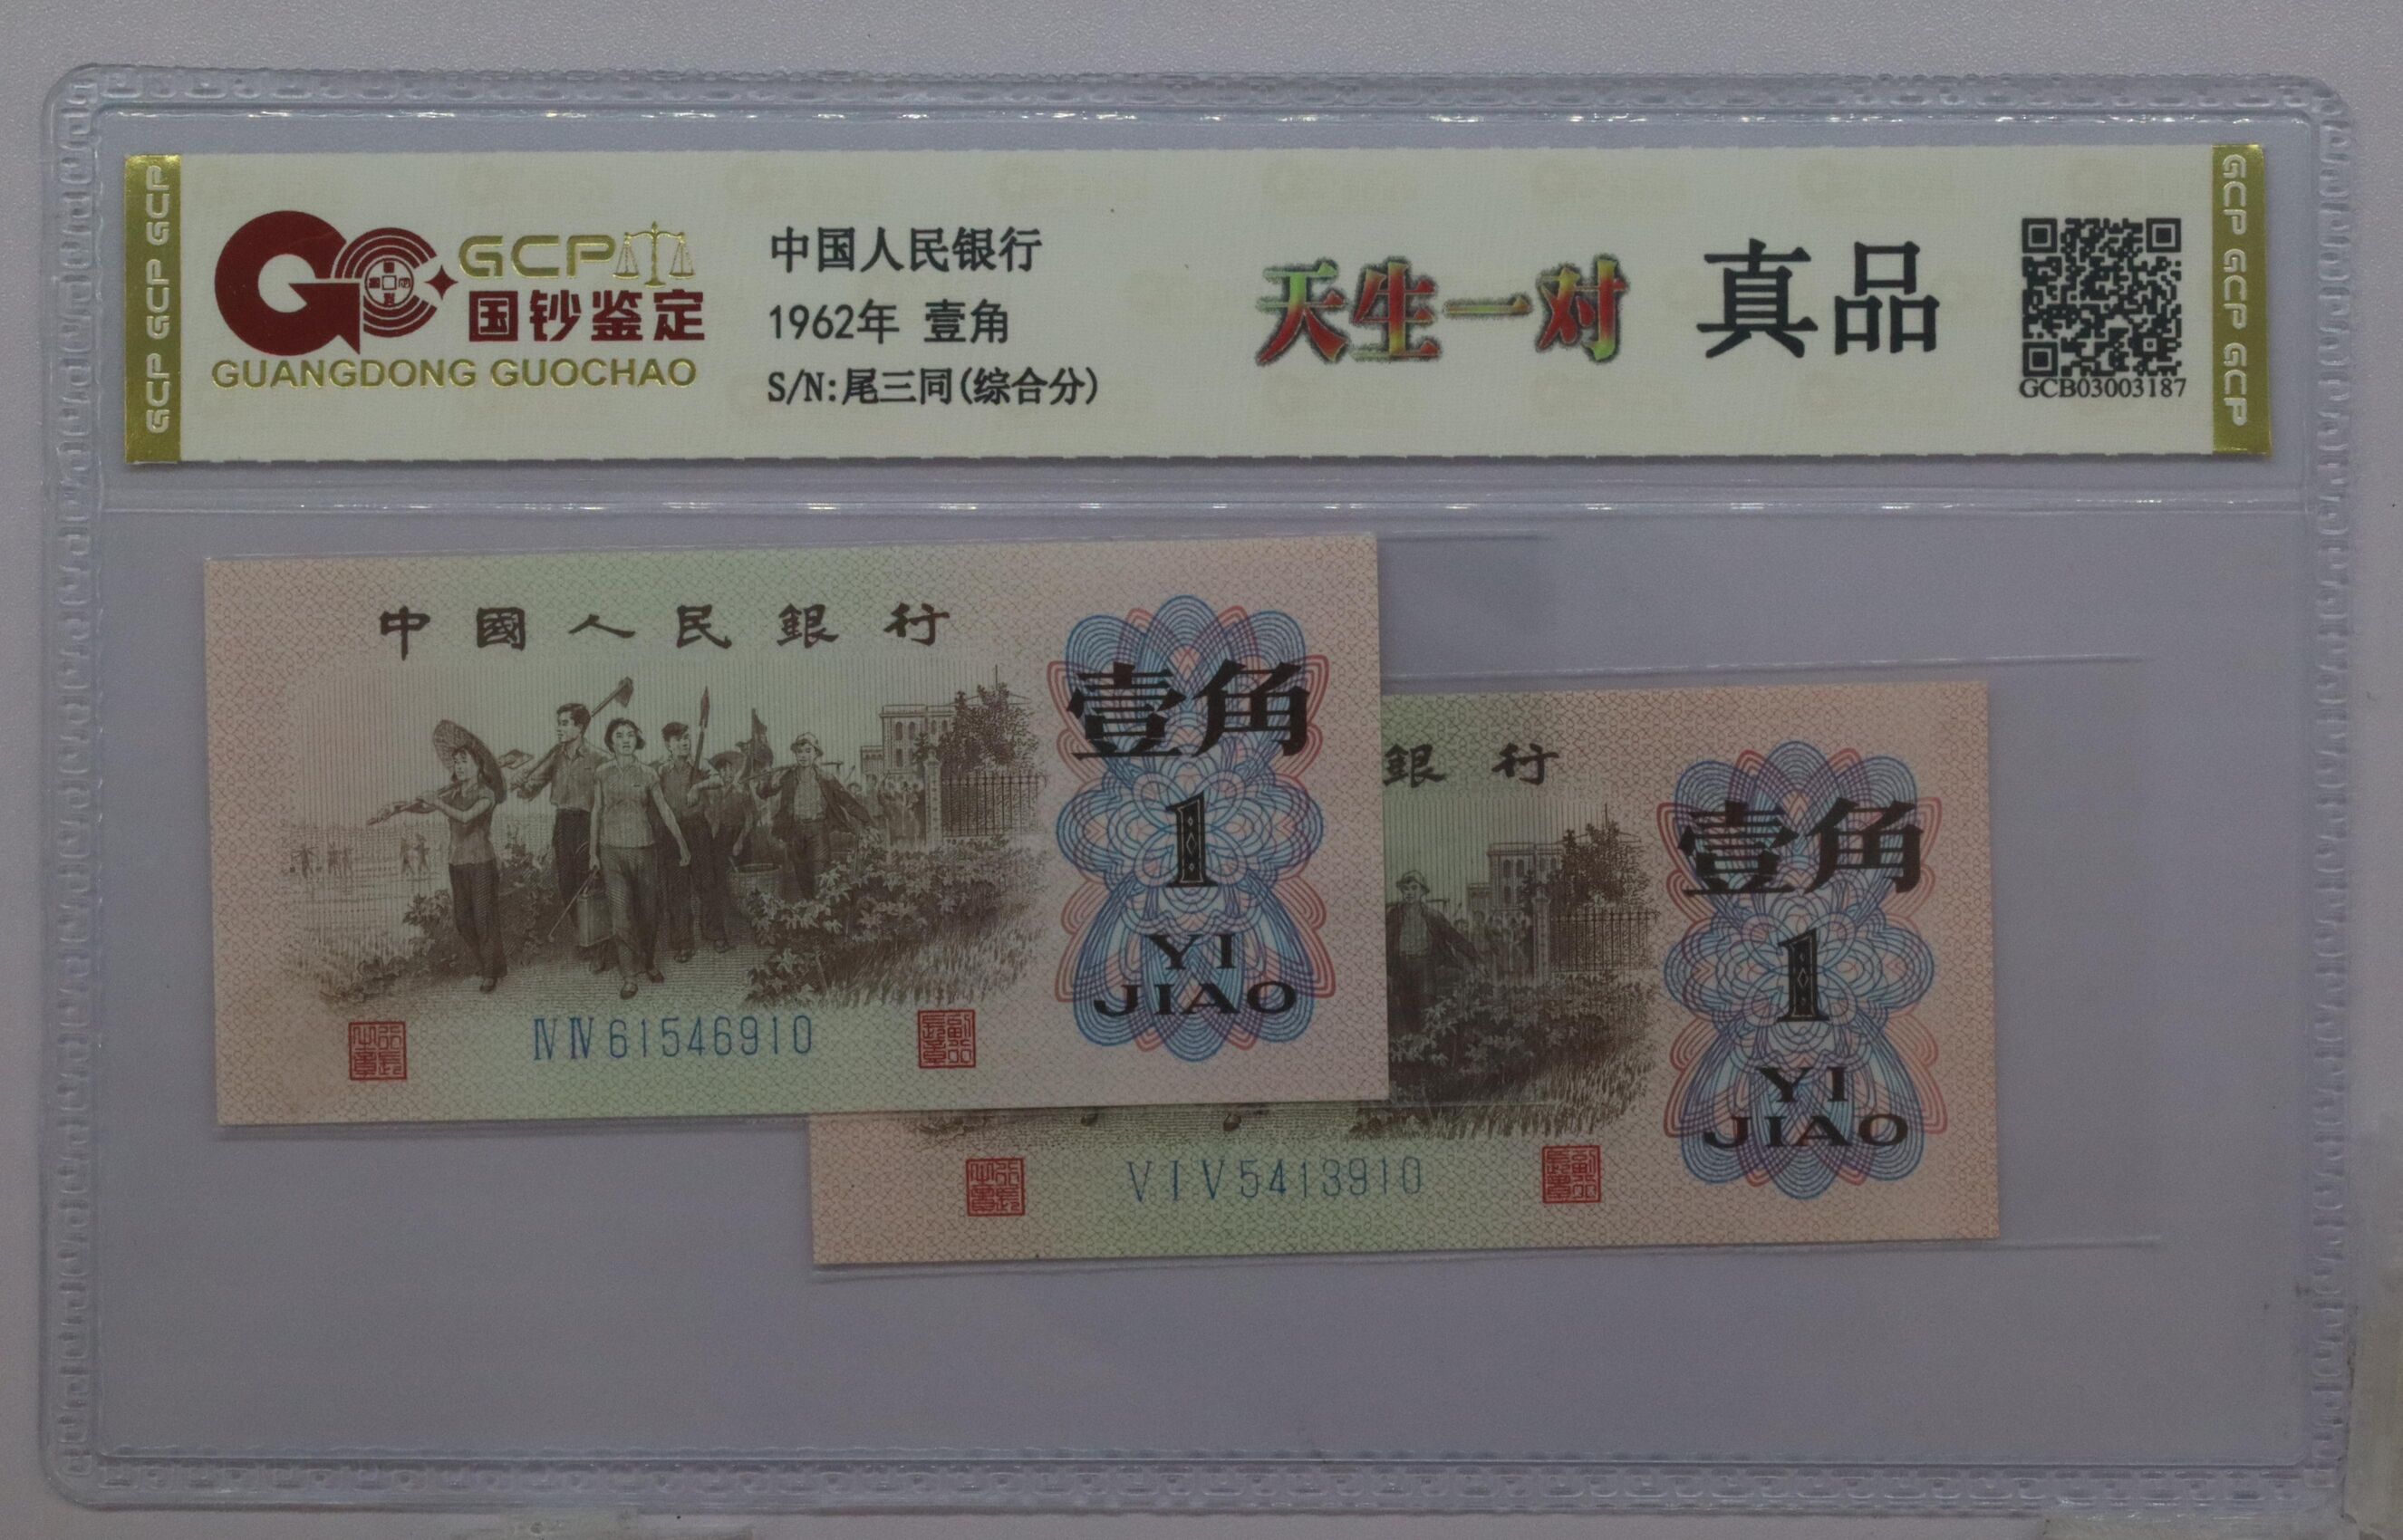 GCP GCP GCP
GCP
国钞鉴定
GUANGDONG GUOCHAO
中国人民银行
1962年 壹角
S/N:尾三同(综合分)
天生一对
真品
GCB03003187
GCP GCP GCP
中國人民銀行
壹角
1
YI
JIAO
ⅣⅣ61546910
銀行
壹角
1
YI
JIAO
ⅤⅠⅤ5413910